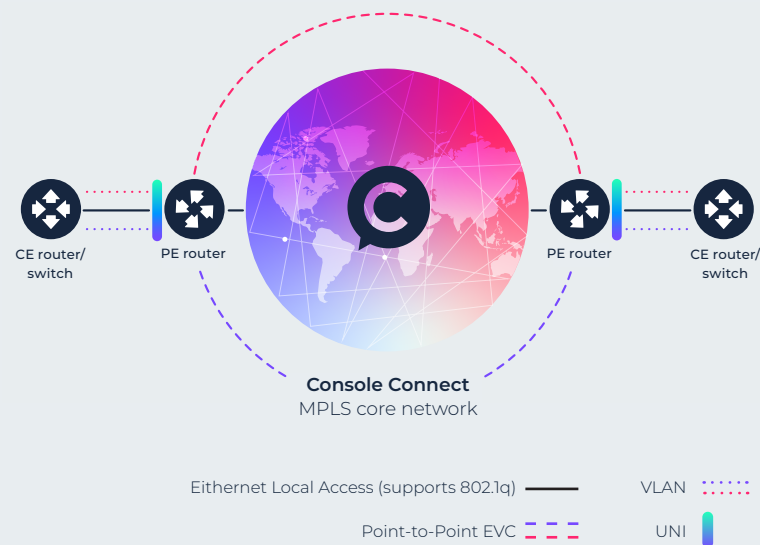 CE router/
switch
PE router
PE router
CE router/
switch
Console Connect
MPLS core network
Eithernet Local Access (supports 802.1q)
VLAN
Point-to-Point EVC
UNI